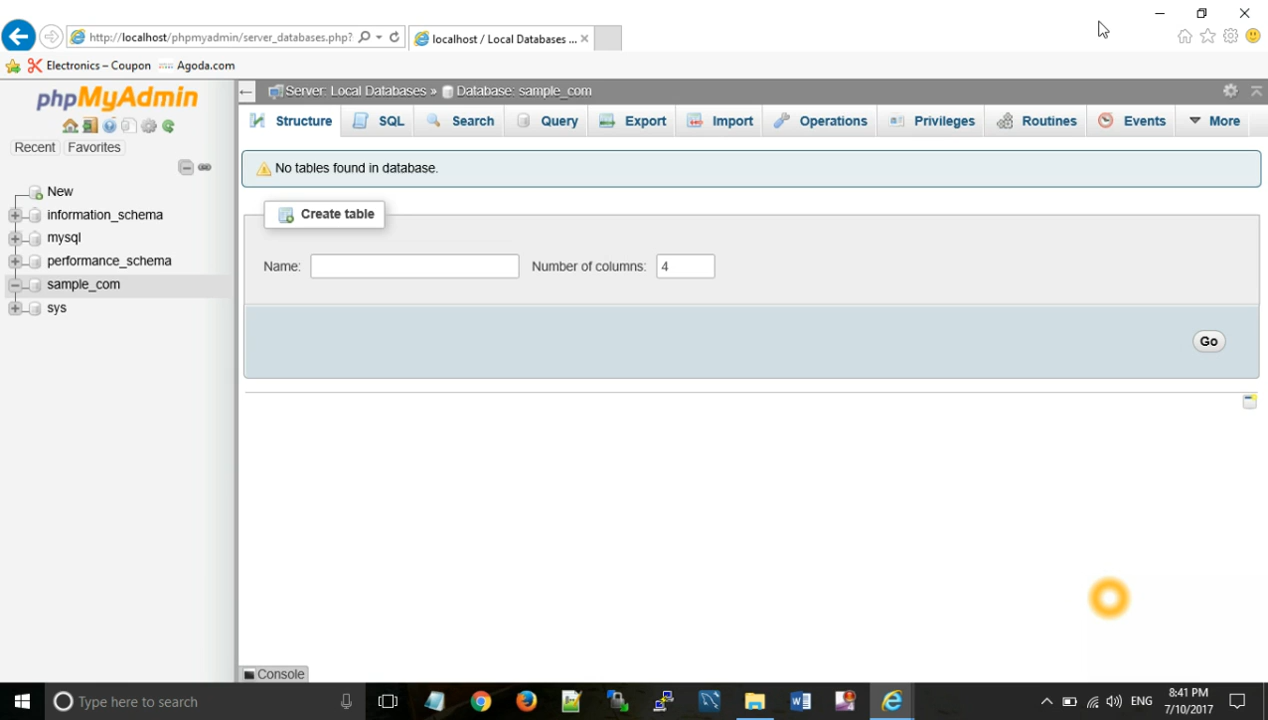 http://localhost/phpmyadmin/server_databases.php?
localhost / Local Databases ...
Electronics – Coupon
Agoda.com
phpMyAdmin
Server: Local Databases » Database: sample_com
Structure SQL Search Query Export Import Operations Privileges Routines Events More
Recent Favorites
No tables found in database.
New
information_schema
mysql
performance_schema
sample_com
sys
Create table
Name: Number of columns: 4
Go
Console
Type here to search
ENG
8:41 PM
7/10/2017